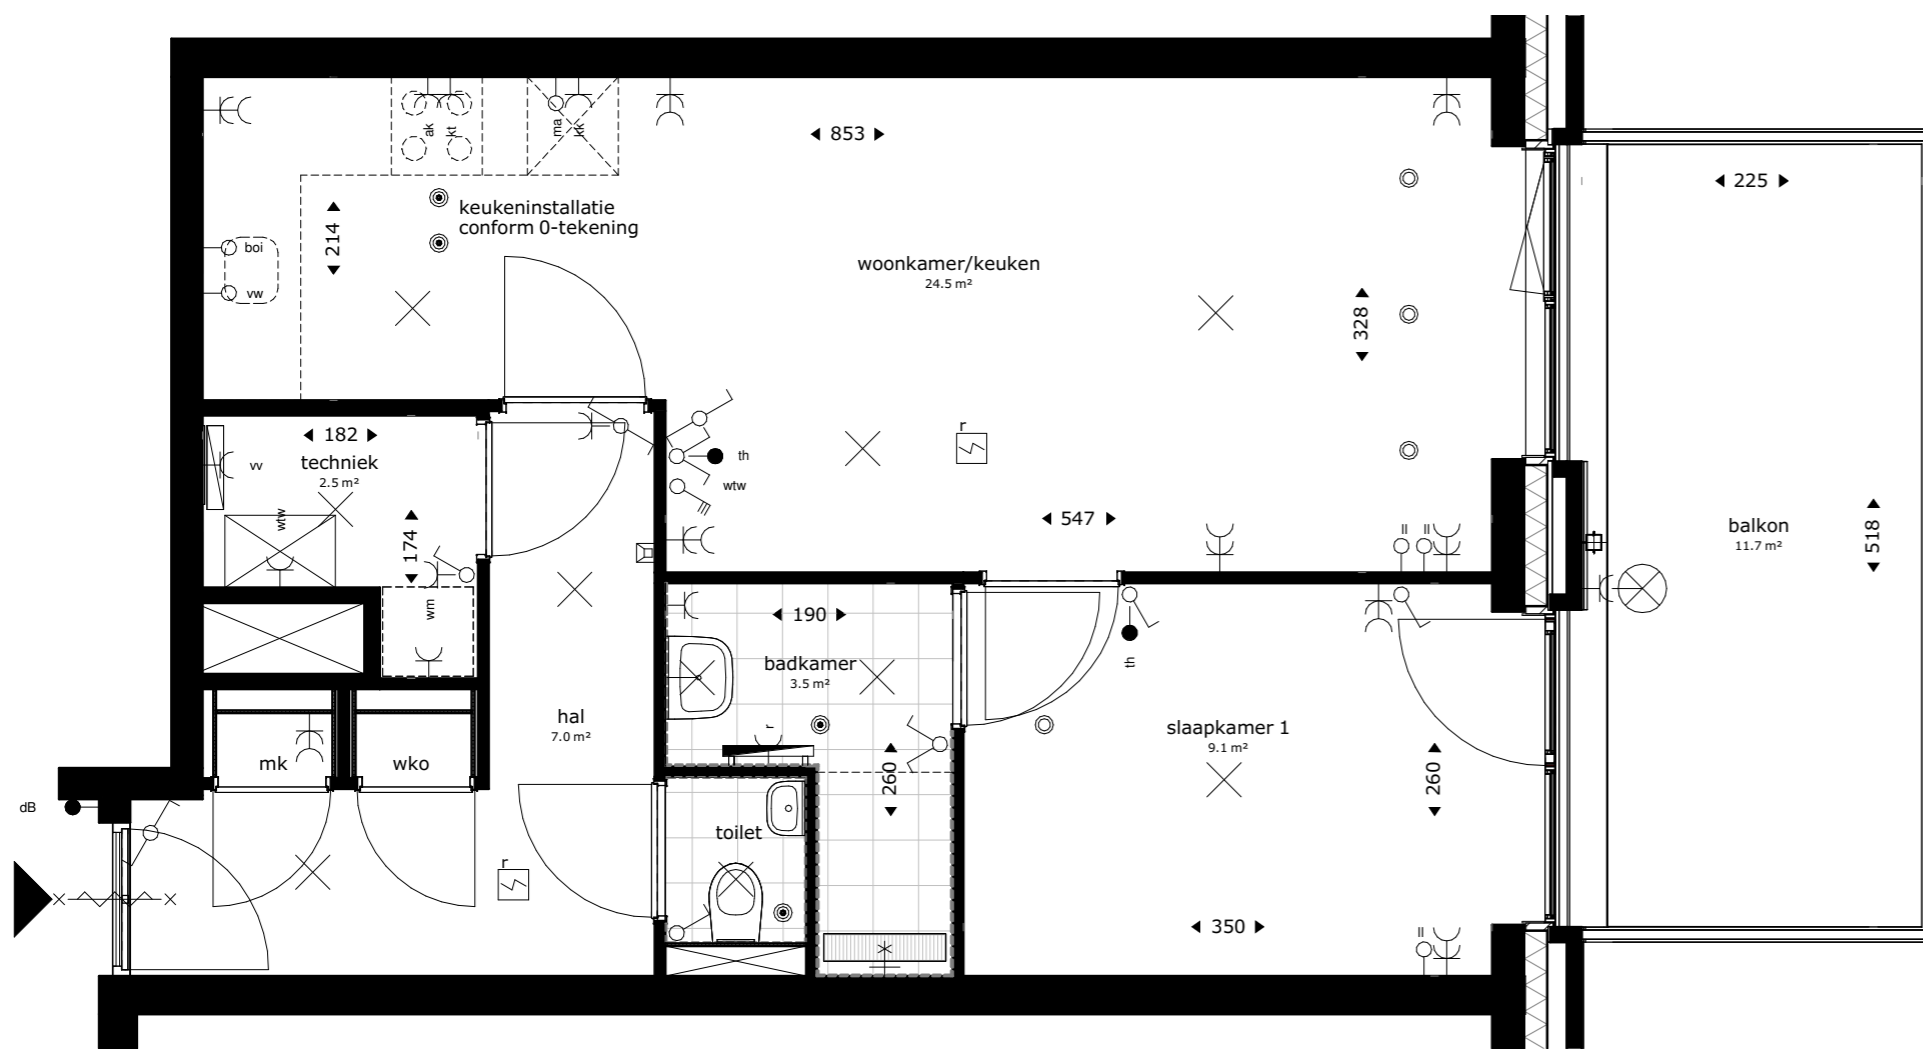 853
225
ak
kt
ma
kk
keukeninstallatie
conform 0-tekening
214
boi
vw
woonkamer/keuken
24.5 m²
328
r
182
techniek
2.5 m²
vv
wtw
174
wm
th
wtw
547
ll
ll
balkon
11.7 m²
518
190
badkamer
3.5 m²
r
260
th
hal
7.0 m²
slaapkamer 1
9.1 m²
260
mk
wko
dB
toilet
r
350
ll